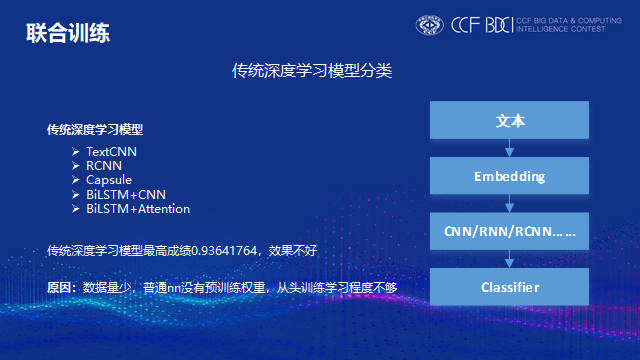 联合训练
CCF BDCI
CCF BIG DATA & COMPUTING
INTELLIGENCE CONTEST
传统深度学习模型分类
传统深度学习模型
➢ TextCNN
➢ RCNN
➢ Capsule
➢ BiLSTM+CNN
➢ BiLSTM+Attention
传统深度学习模型最高成绩0.93641764，效果不好
原因：数据量少，普通nn没有预训练权重，从头训练学习程度不够
文本
Embedding
CNN/RNN/RCNN......
Classifier